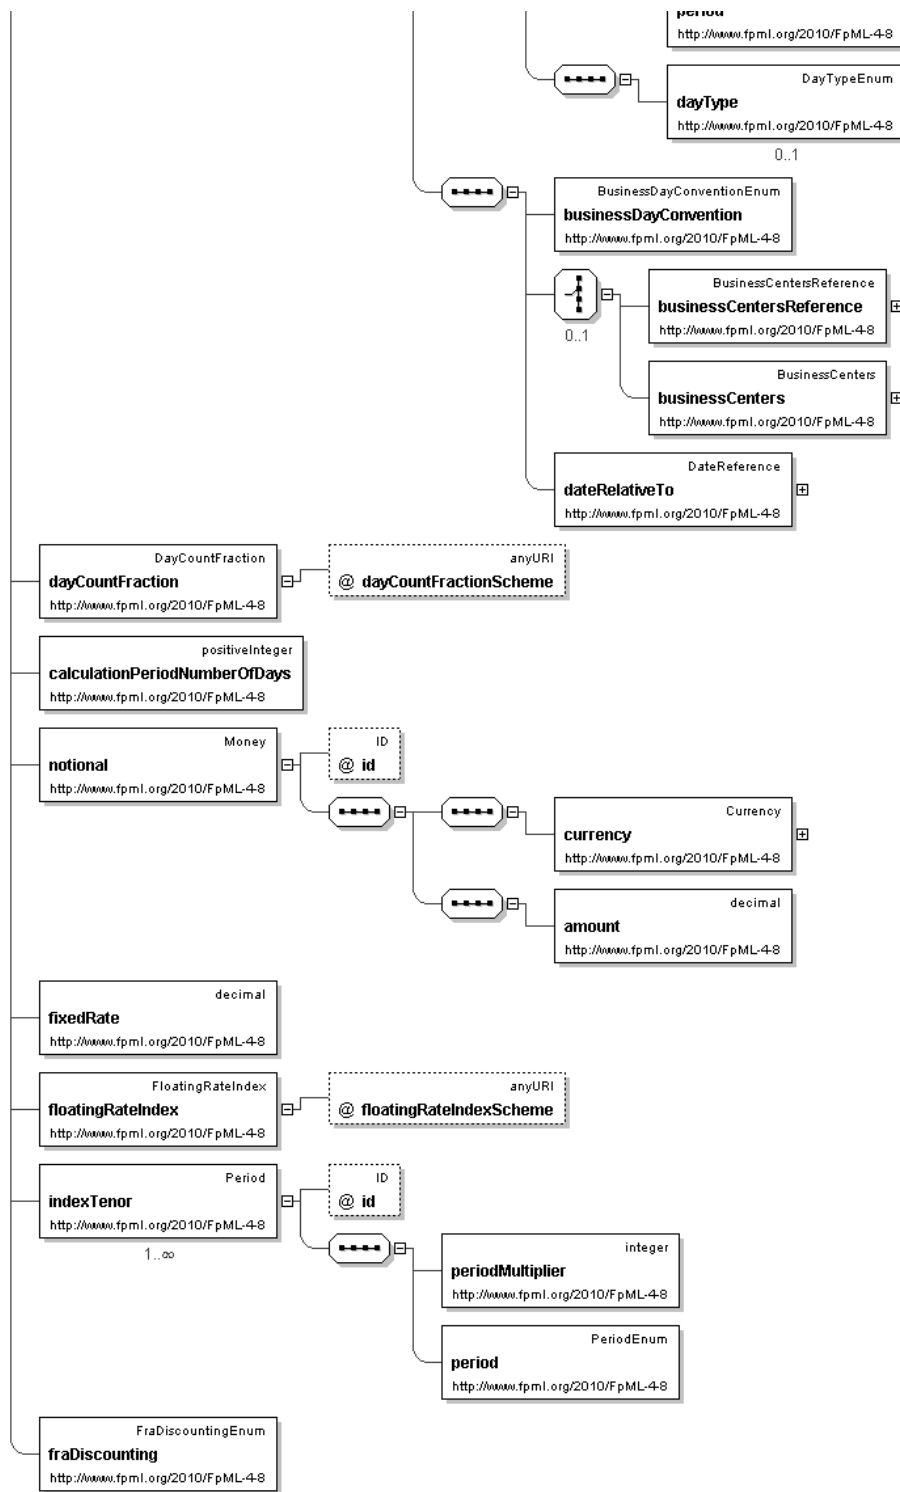 period
http://www.fpml.org/2010/FpML-4-8
DayTypeEnum
dayType
http://www.fpml.org/2010/FpML-4-8
0..1
BusinessDayConventionEnum
businessDayConvention
http://www.fpml.org/2010/FpML-4-8
BusinessCentersReference
businessCentersReference
http://www.fpml.org/2010/FpML-4-8
0..1
BusinessCenters
businessCenters
http://www.fpml.org/2010/FpML-4-8
DateReference
dateRelativeTo
http://www.fpml.org/2010/FpML-4-8
DayCountFraction
dayCountFraction
http://www.fpml.org/2010/FpML-4-8
anyURI
@ dayCountFractionScheme
positiveInteger
calculationPeriodNumberOfDays
http://www.fpml.org/2010/FpML-4-8
Money
notional
http://www.fpml.org/2010/FpML-4-8
ID
@ id
Currency
currency
http://www.fpml.org/2010/FpML-4-8
decimal
amount
http://www.fpml.org/2010/FpML-4-8
decimal
fixedRate
http://www.fpml.org/2010/FpML-4-8
FloatingRateIndex
floatingRateIndex
http://www.fpml.org/2010/FpML-4-8
anyURI
@ floatingRateIndexScheme
Period
indexTenor
http://www.fpml.org/2010/FpML-4-8
1..∞
ID
@ id
integer
periodMultiplier
http://www.fpml.org/2010/FpML-4-8
PeriodEnum
period
http://www.fpml.org/2010/FpML-4-8
FraDiscountingEnum
fraDiscounting
http://www.fpml.org/2010/FpML-4-8